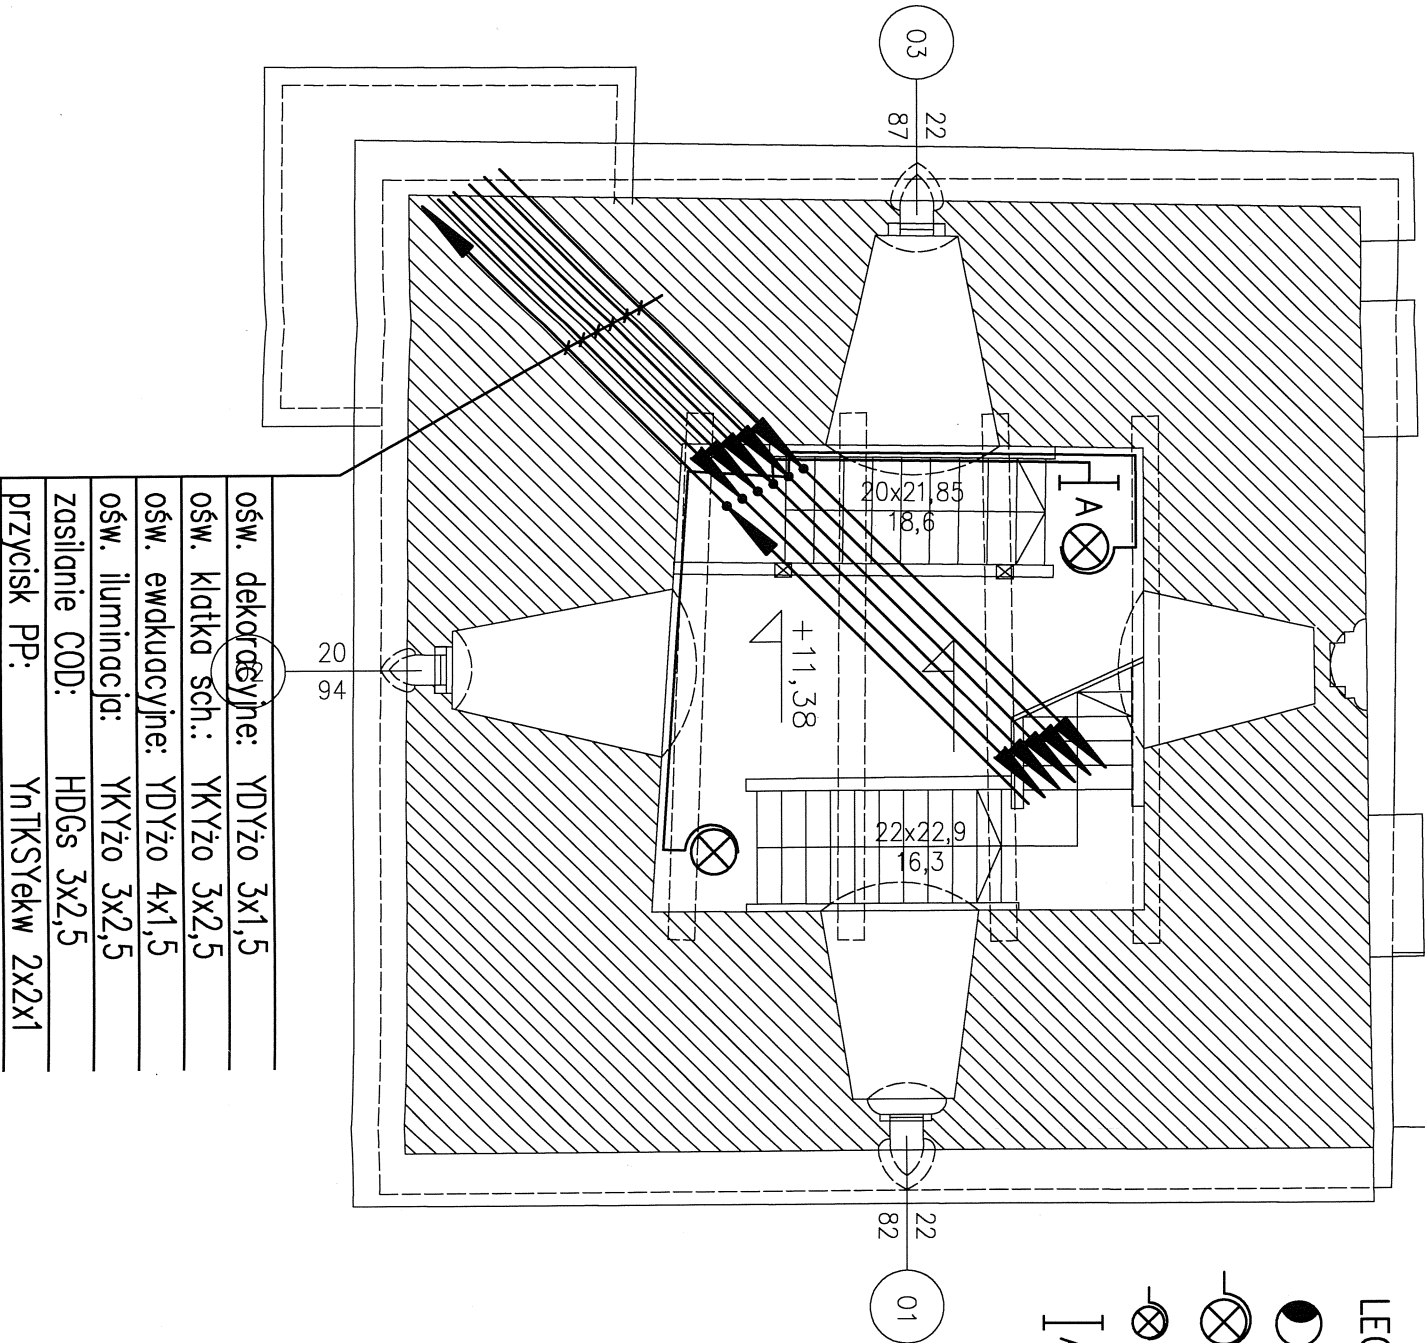 03
22
87
20x21,85
18,6
A
+11,38
20
94
22x22,9
16,3
22
82
01
ośw. dekoracyjne: YDYżo 3x1,5
ośw. klatka sch.: YKYżo 3x2,5
ośw. ewakuacyjne: YDYżo 4x1,5
ośw. iluminacja: YKYżo 3x2,5
zasilanie COD: HDGs 3x2,5
przycisk PP: YnTKSYekw 2x2x1